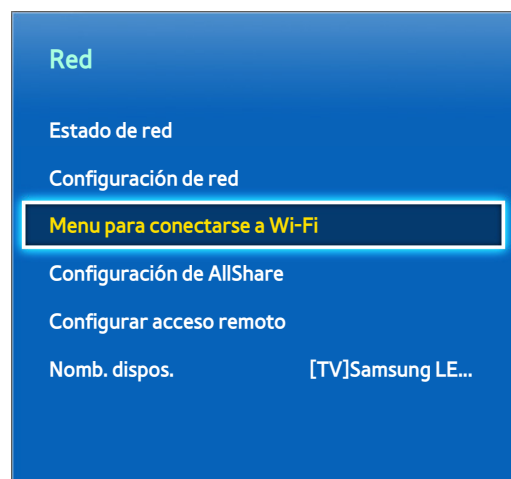 Red
Estado de red
Configuración de red
Menu para conectarse a Wi-Fi
Configuración de AllShare
Configurar acceso remoto
Nomb. dispos. [TV]Samsung LE...